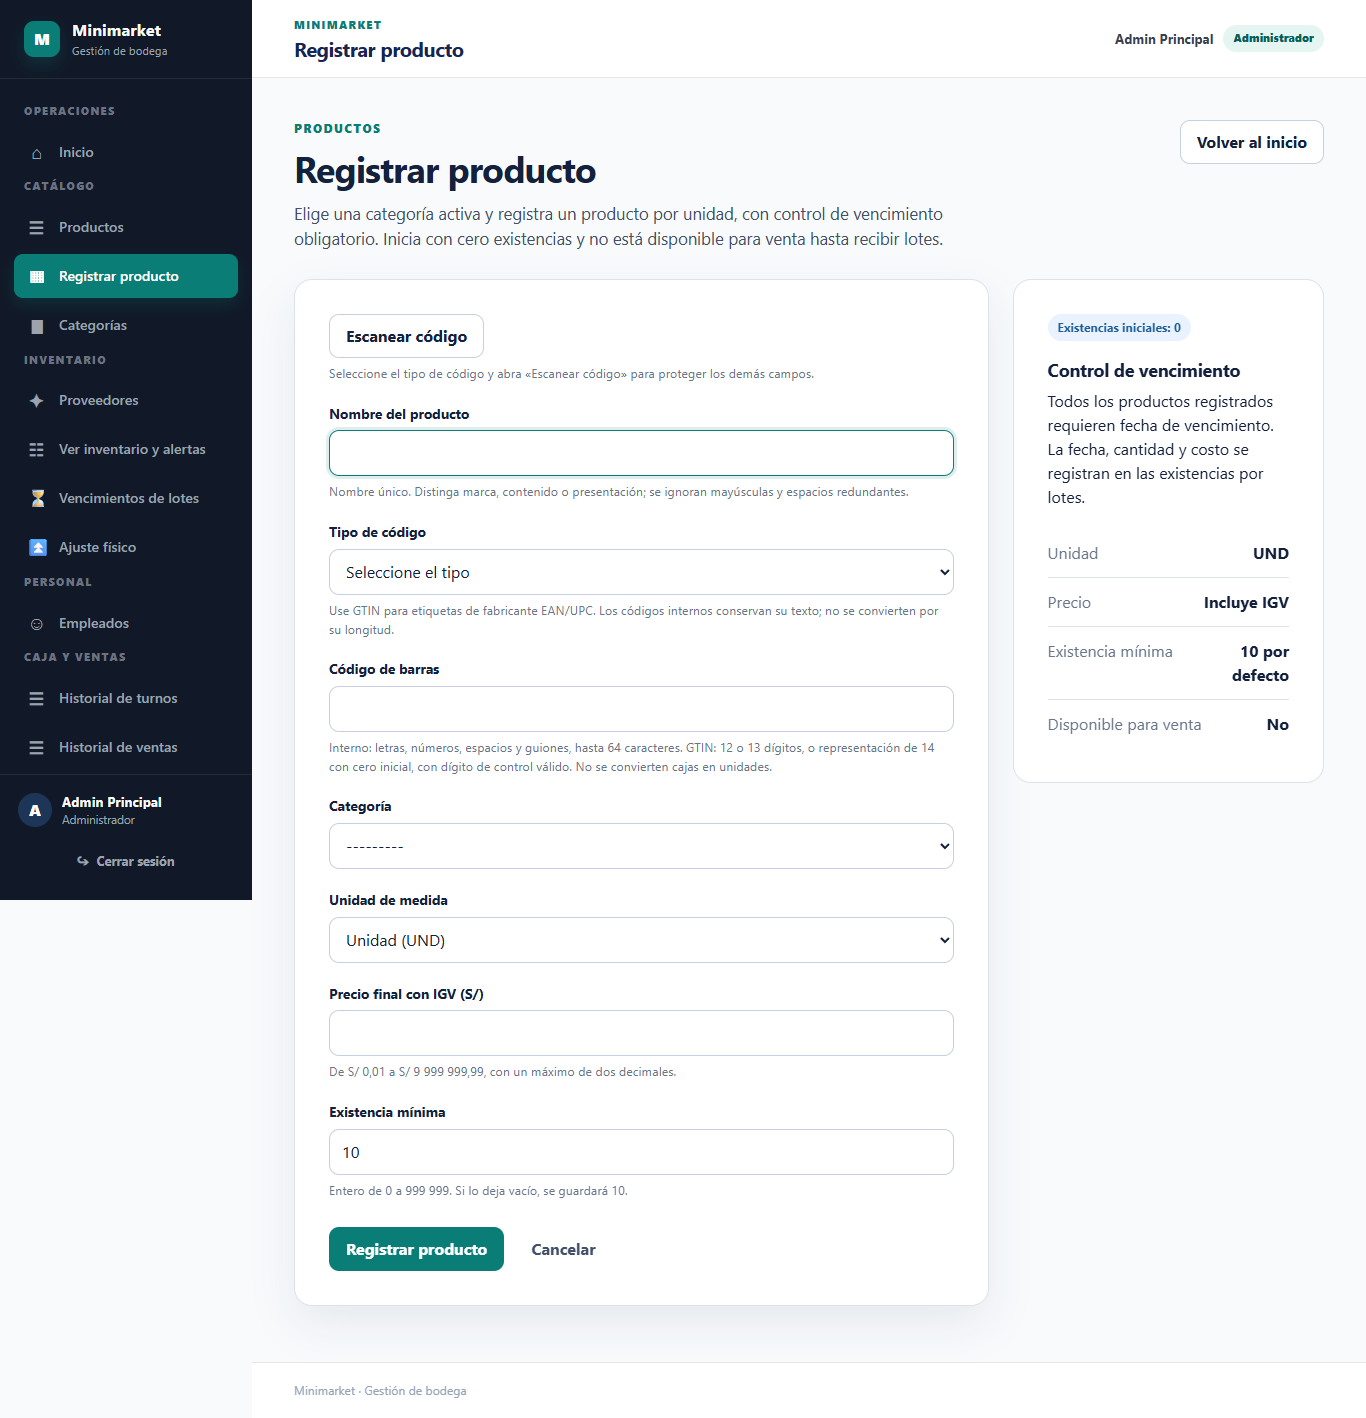 M
Minimarket
Gestión de bodega
OPERACIONES
Inicio
CATÁLOGO
Productos
Registrar producto
Categorías
INVENTARIO
Proveedores
Ver inventario y alertas
Vencimientos de lotes
Ajuste físico
PERSONAL
Empleados
CAJA Y VENTAS
Historial de turnos
Historial de ventas
A
Admin Principal
Administrador
Cerrar sesión
MINIMARKET
Registrar producto
Admin Principal
Administrador
PRODUCTOS
Registrar producto
Elige una categoría activa y registra un producto por unidad, con control de vencimiento
obligatorio. Inicia con cero existencias y no está disponible para venta hasta recibir lotes.
Volver al inicio
Escanear código
Seleccione el tipo de código y abra «Escanear código» para proteger los demás campos.
Nombre del producto
Nombre único. Distinga marca, contenido o presentación; se ignoran mayúsculas y espacios redundantes.
Tipo de código
Seleccione el tipo
Use GTIN para etiquetas de fabricante EAN/UPC. Los códigos internos conservan su texto; no se convierten por
su longitud.
Código de barras
Interno: letras, números, espacios y guiones, hasta 64 caracteres. GTIN: 12 o 13 dígitos, o representación de 14
con cero inicial, con dígito de control válido. No se convierten cajas en unidades.
Categoría
---------
Unidad de medida
Unidad (UND)
Precio final con IGV (S/)
De S/ 0,01 a S/ 9 999 999,99, con un máximo de dos decimales.
Existencia mínima
10
Entero de 0 a 999 999. Si lo deja vacío, se guardará 10.
Registrar producto
Cancelar
Existencias iniciales: 0
Control de vencimiento
Todos los productos registrados
requieren fecha de vencimiento.
La fecha, cantidad y costo se
registran en las existencias por
lotes.
Unidad UND
Precio Incluye IGV
Existencia mínima 10 por
defecto
Disponible para venta No
Minimarket · Gestión de bodega